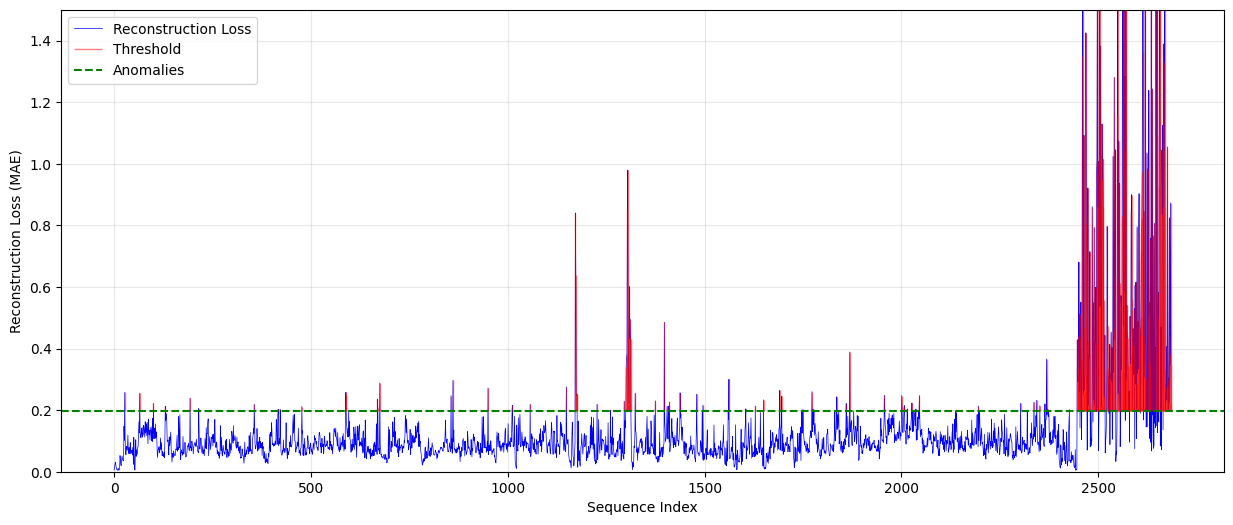 Reconstruction Loss
Threshold
Anomalies
Reconstruction Loss (MAE)
1.4
1.2
1.0
0.8
0.6
0.4
0.2
0.0
0 500 1000 1500 2000 2500
Sequence Index